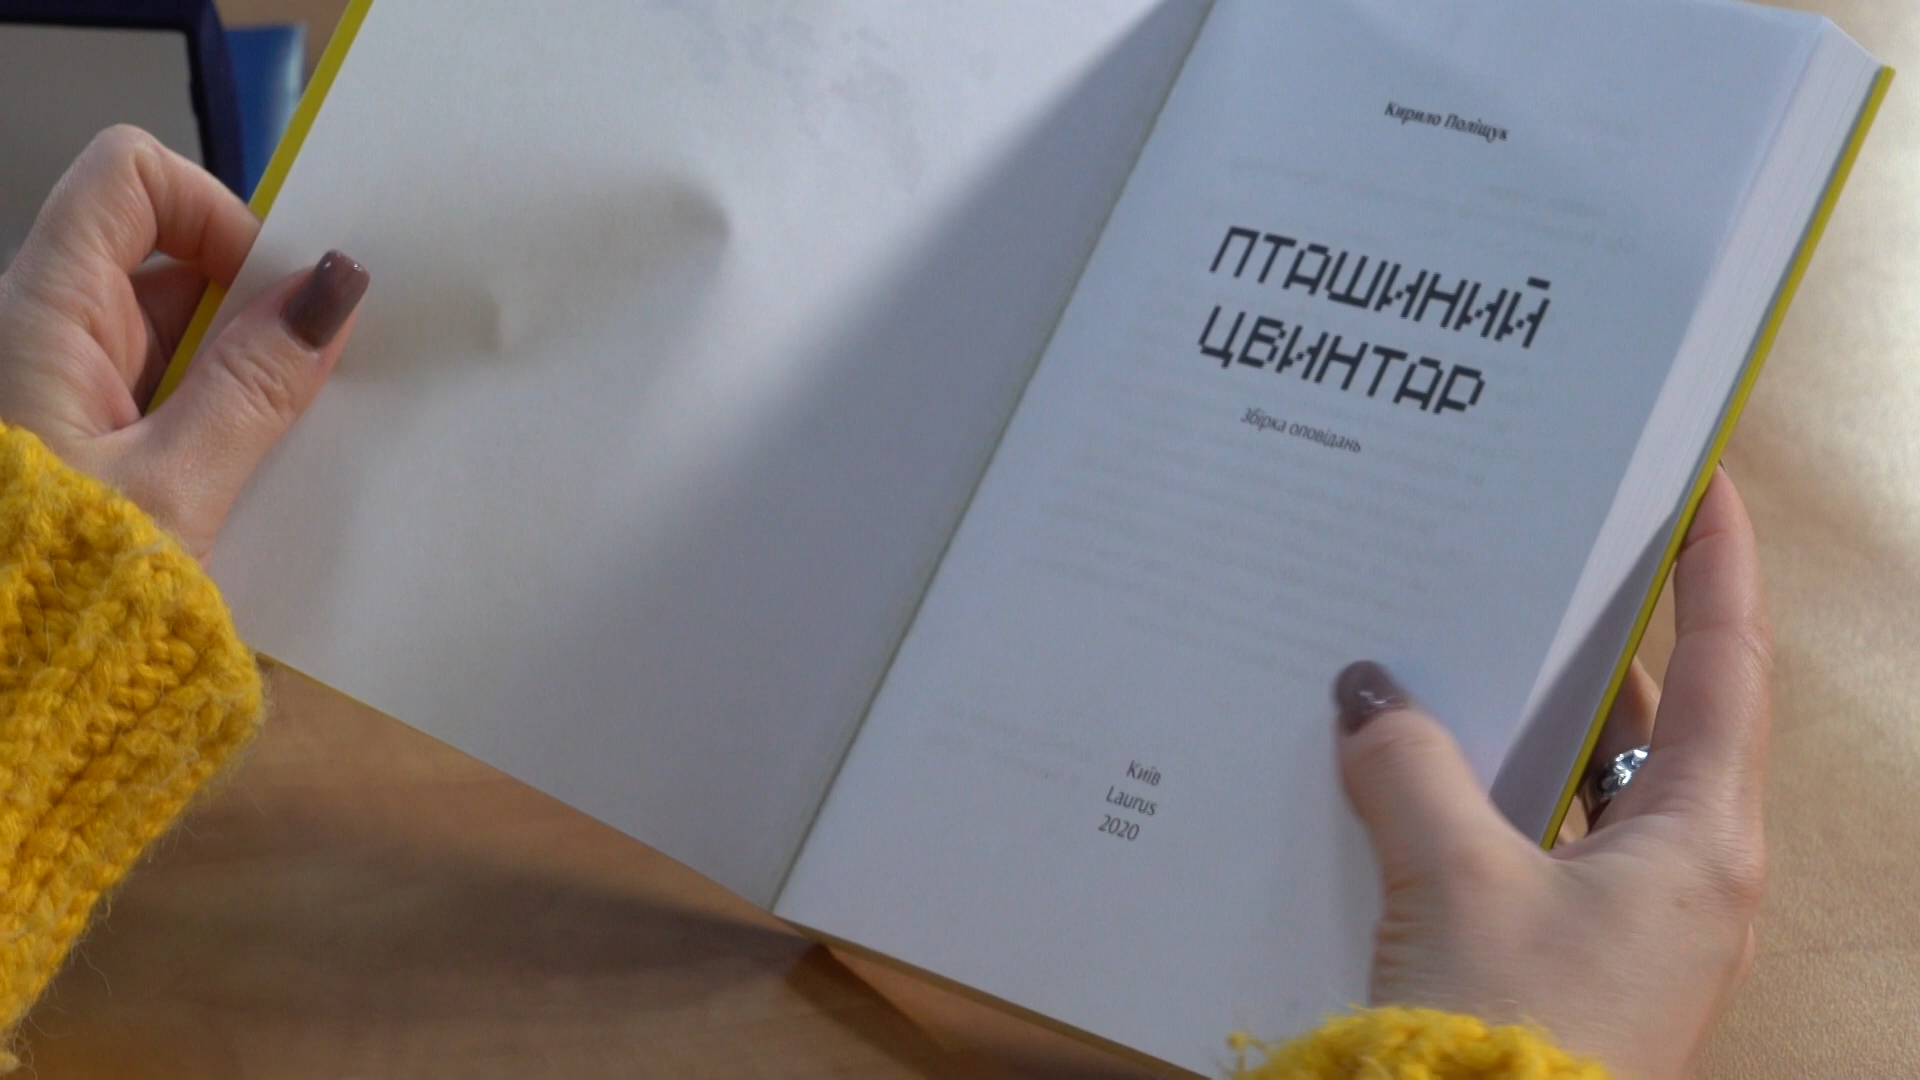 Кирило Поліщук
ПТАШИНИЙ
ЦВИНТАР
Збірка оповідань
Київ
Laurus
2020